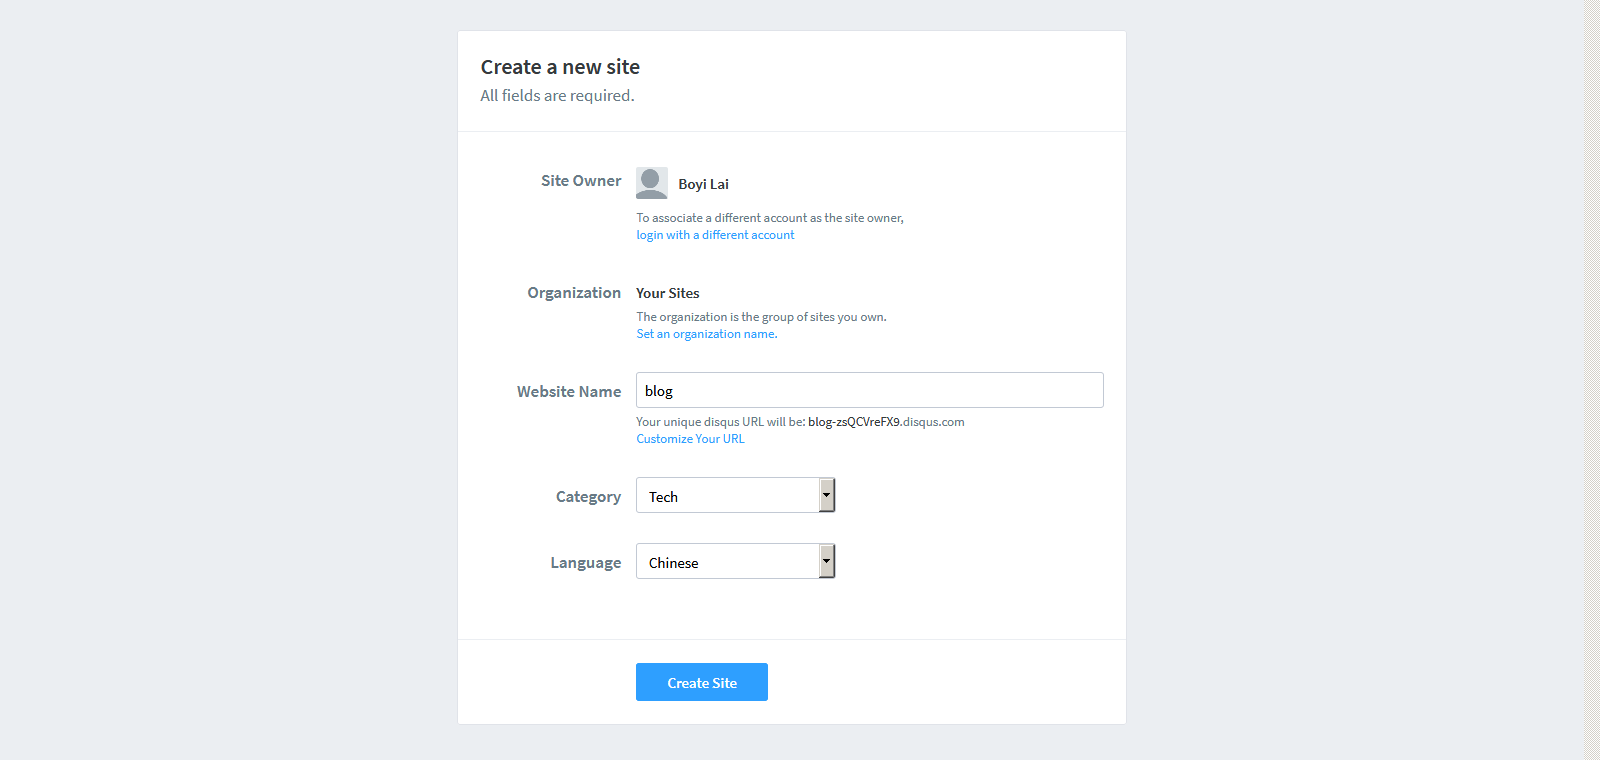 Create a new site
All fields are required.
Site Owner
Boyi Lai
To associate a different account as the site owner,
login with a different account
Organization
Your Sites
The organization is the group of sites you own.
Set an organization name.
Website Name
blog
Your unique disqus URL will be: blog-zsQCVreFX9.disqus.com
Customize Your URL
Category
Tech
Language
Chinese
Create Site